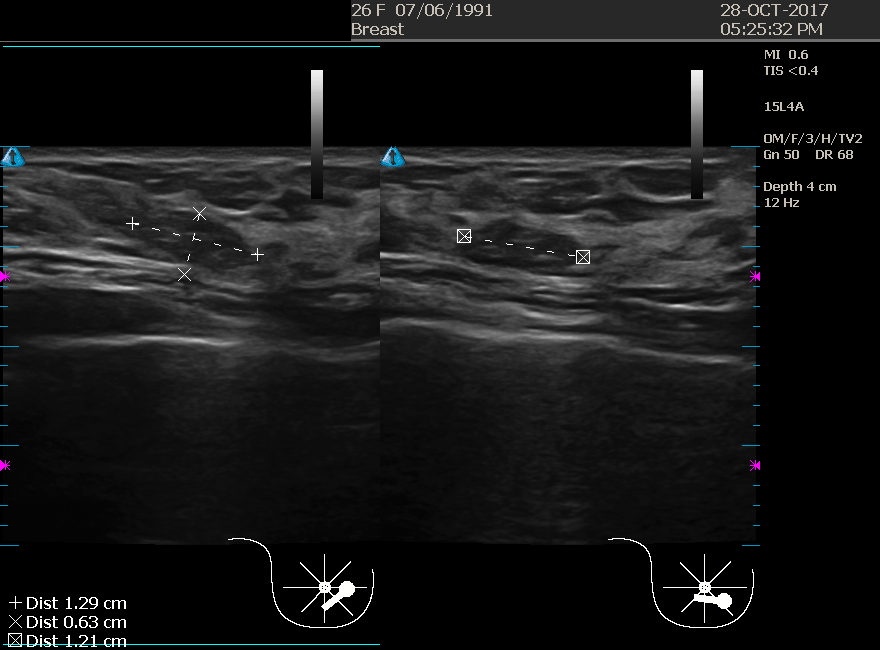 26 F 07/06/1991
28-OCT-2017
Breast
05:25:32 PM
MI 0.6
TIS <0.4
15L4A
OM/F/3/H/TV2
Gn 50 DR 68
Depth 4 cm
12 Hz
Dist 1.29 cm
Dist 0.63 cm
Dist 1.21 cm